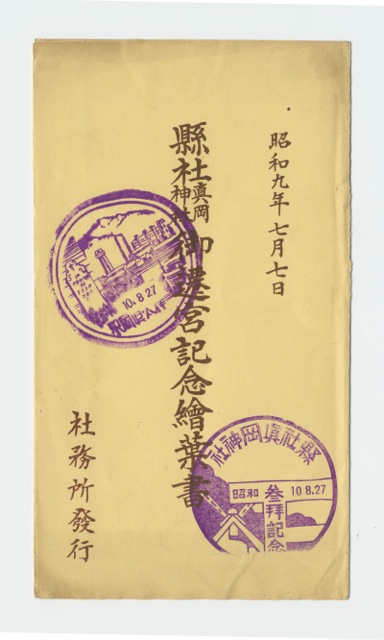 昭和九年七月七日
縣社真岡神社御遷宮記念繪葉書
社務所發行
10.8.27
縣社眞岡神社
昭和 10.8.27
叄拜記念